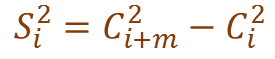 $S_i^2 = C_{i+m}^2 - C_i^2$